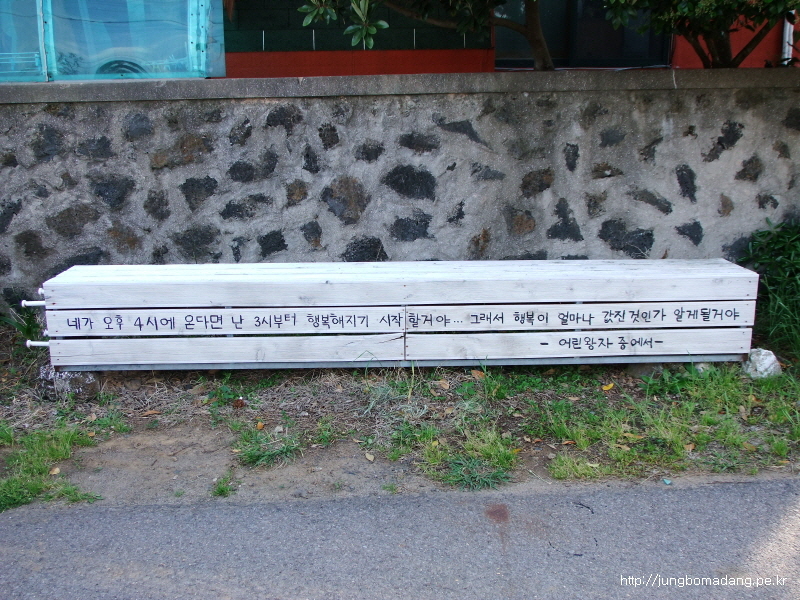 네가 오후 4시에 온다면 난 3시부터 행복해지기 시작할거야... 그래서 행복이 얼마나 값진것인가 알게될거야
- 어린왕자 중에서-
http://jungbomadang.pe.kr